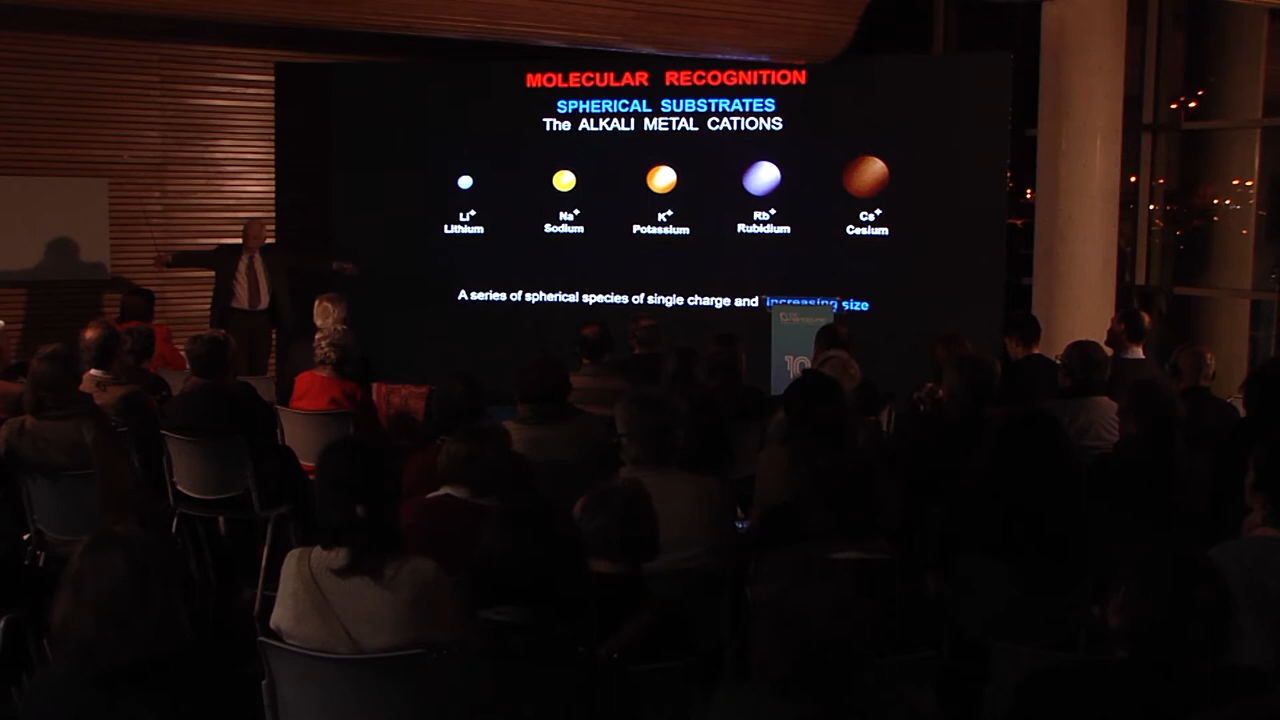 MOLECULAR RECOGNITION
SPHERICAL SUBSTRATES
The ALKALI METAL CATIONS
Li⁺ Na⁺ K⁺ Rb⁺ Cs⁺
Lithium Sodium Potassium Rubidium Cesium
A series of spherical species of single charge and increasing size
10